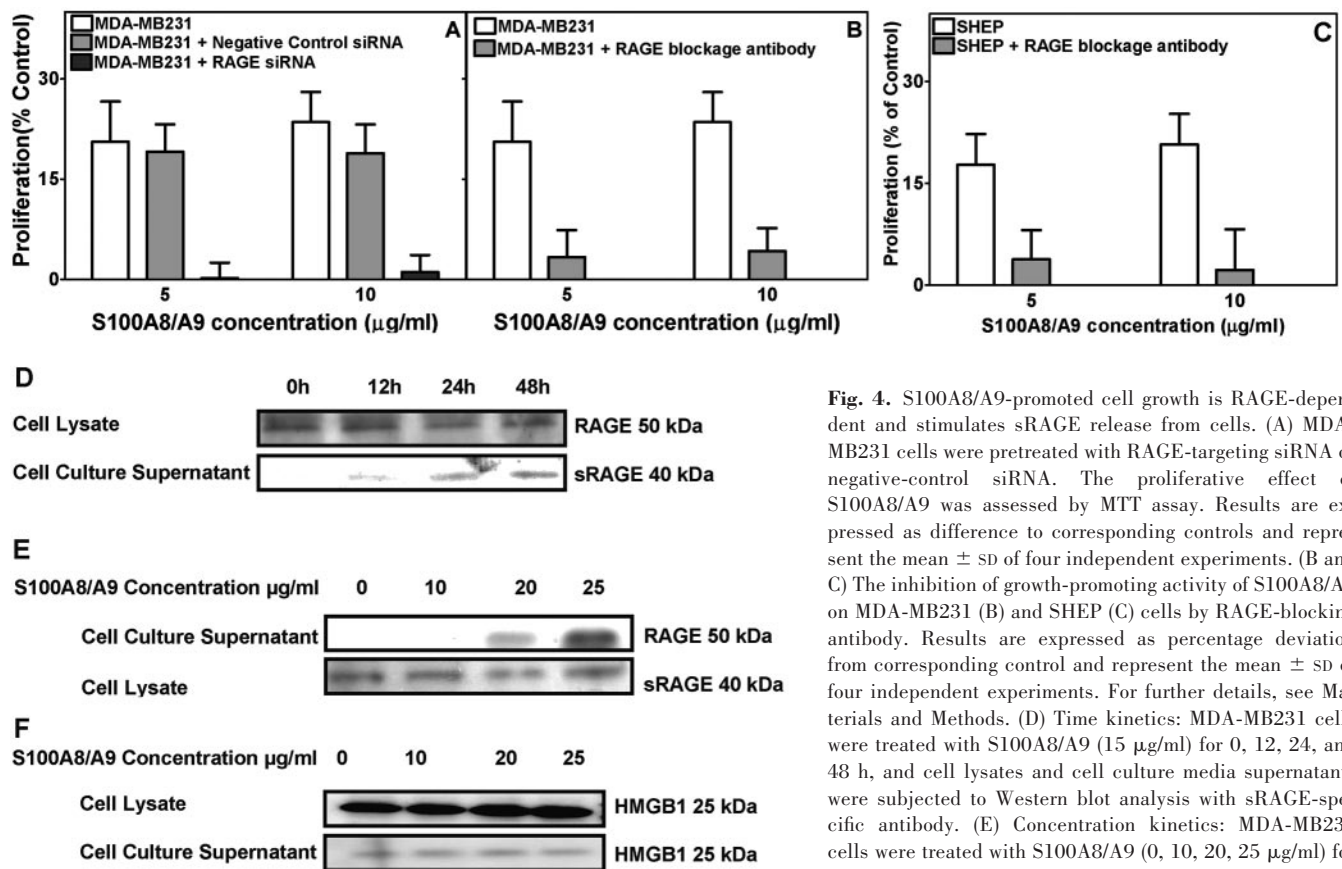 MDA-MB231
MDA-MB231 + Negative Control siRNA
MDA-MB231 + RAGE siRNA
A
Proliferation(% Control)
30
15
0
5
10
S100A8/A9 concentration (μg/ml)
MDA-MB231
MDA-MB231 + RAGE blockage antibody
B
5
10
S100A8/A9 concentration (μg/ml)
SHEP
SHEP + RAGE blockage antibody
C
Proliferation (% of Control)
30
15
0
5
10
S100A8/A9 concentration (μg/ml)
D
0h 12h 24h 48h
Cell Lysate RAGE 50 kDa
Cell Culture Supernatant sRAGE 40 kDa
E
S100A8/A9 Concentration μg/ml 0 10 20 25
Cell Culture Supernatant RAGE 50 kDa
Cell Lysate sRAGE 40 kDa
F
S100A8/A9 Concentration μg/ml 0 10 20 25
Cell Lysate HMGB1 25 kDa
Cell Culture Supernatant HMGB1 25 kDa
Fig. 4. S100A8/A9-promoted cell growth is RAGE-depen
dent and stimulates sRAGE release from cells. (A) MDA
MB231 cells were pretreated with RAGE-targeting siRNA o
negative-control siRNA. The proliferative effect o
S100A8/A9 was assessed by MTT assay. Results are ex
pressed as difference to corresponding controls and repre
sent the mean ± SD of four independent experiments. (B an
C) The inhibition of growth-promoting activity of S100A8/A
on MDA-MB231 (B) and SHEP (C) cells by RAGE-blockin
antibody. Results are expressed as percentage deviation
from corresponding control and represent the mean ± SD o
four independent experiments. For further details, see Ma
terials and Methods. (D) Time kinetics: MDA-MB231 cell
were treated with S100A8/A9 (15 μg/ml) for 0, 12, 24, an
48 h, and cell lysates and cell culture media supernatant
were subjected to Western blot analysis with sRAGE-spe
cific antibody. (E) Concentration kinetics: MDA-MB23
cells were treated with S100A8/A9 (0, 10, 20, 25 μg/ml) fo